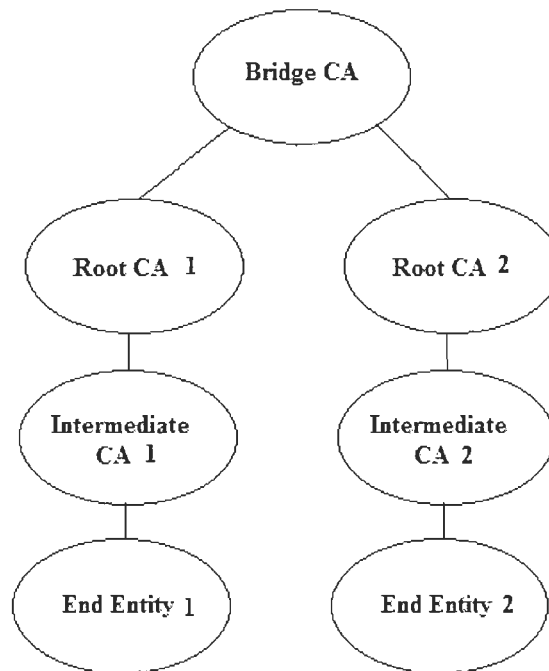 Bridge CA
Root CA 1
Root CA 2
Intermediate
CA 1
Intermediate
CA 2
End Entity 1
End Entity 2